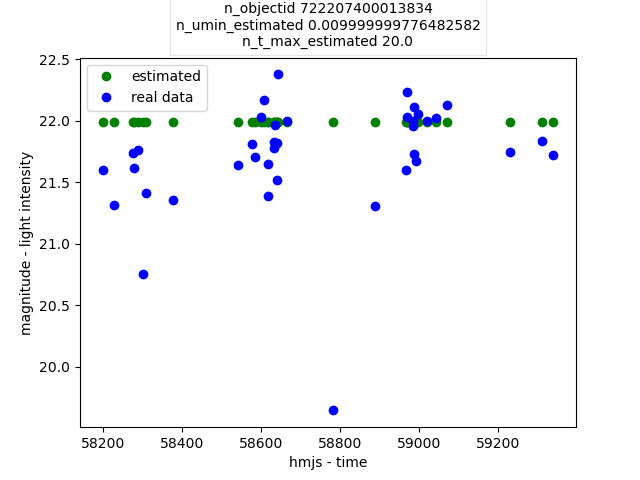 n_objectid 722207400013834
n_umin_estimated 0.009999999776482582
n_t_max_estimated 20.0
22.5
estimated
real data
22.0
21.5
21.0
20.5
20.0
magnitude - light intensity
58200 58400 58600 58800 59000 59200
hmjs - time